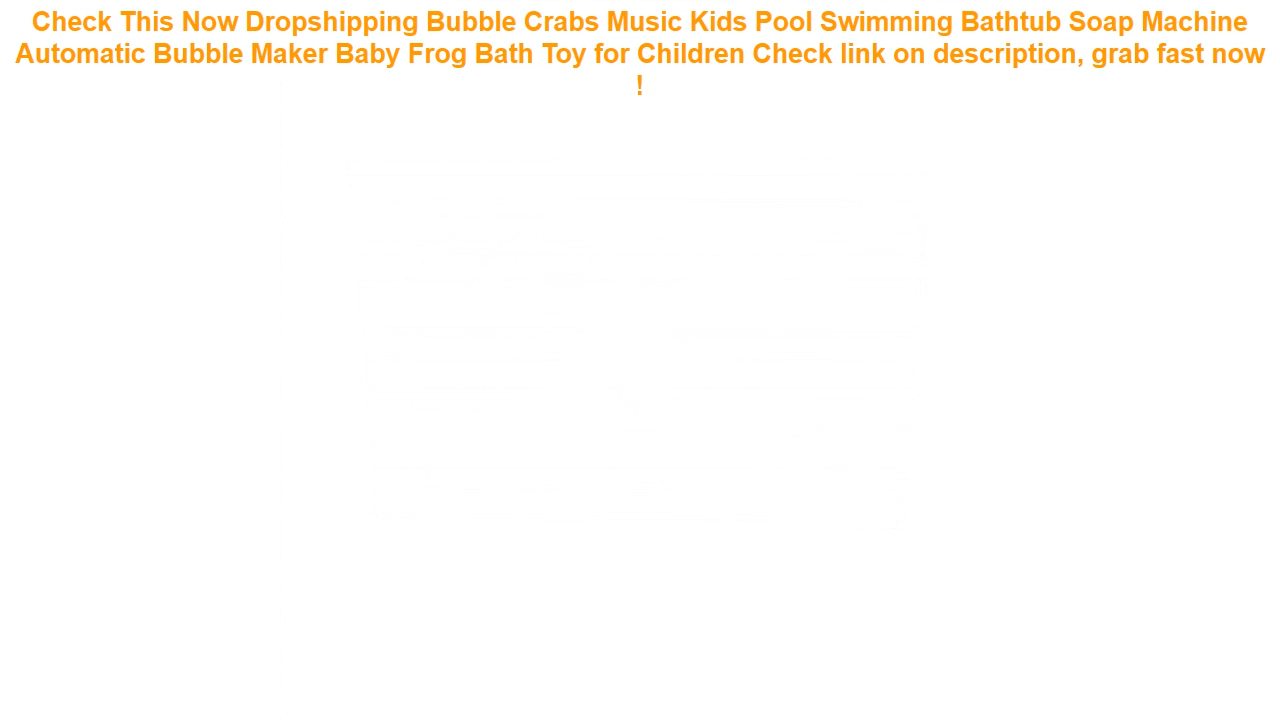 Check This Now Dropshipping Bubble Crabs Music Kids Pool Swimming Bathtub Soap Machine
Automatic Bubble Maker Baby Frog Bath Toy for Children Check link on description, grab fast now
!